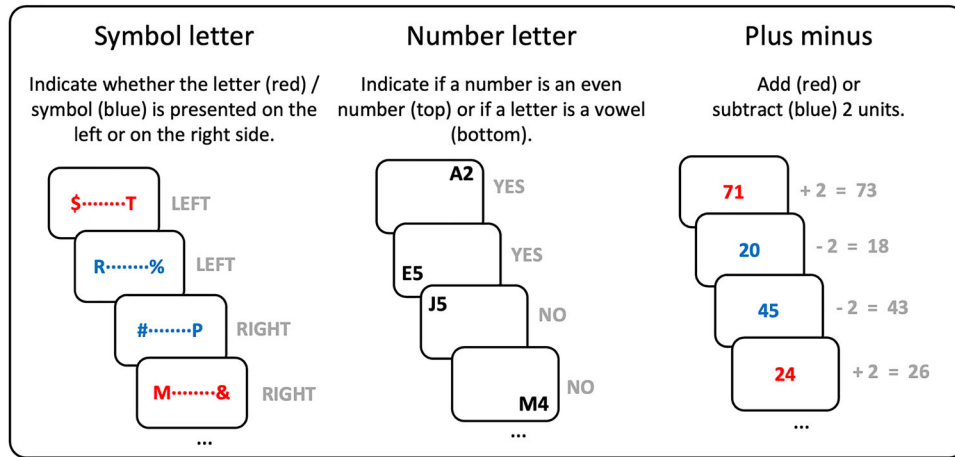 Symbol letter
Indicate whether the letter (red) /
symbol (blue) is presented on the
left or on the right side.
$········T LEFT
R········% LEFT
#········P RIGHT
M········& RIGHT
...
Number letter
Indicate if a number is an even
number (top) or if a letter is a vowel
(bottom).
A2 YES
E5 YES
J5 NO
M4 NO
...
Plus minus
Add (red) or
subtract (blue) 2 units.
71 + 2 = 73
20 - 2 = 18
45 - 2 = 43
24 + 2 = 26
...